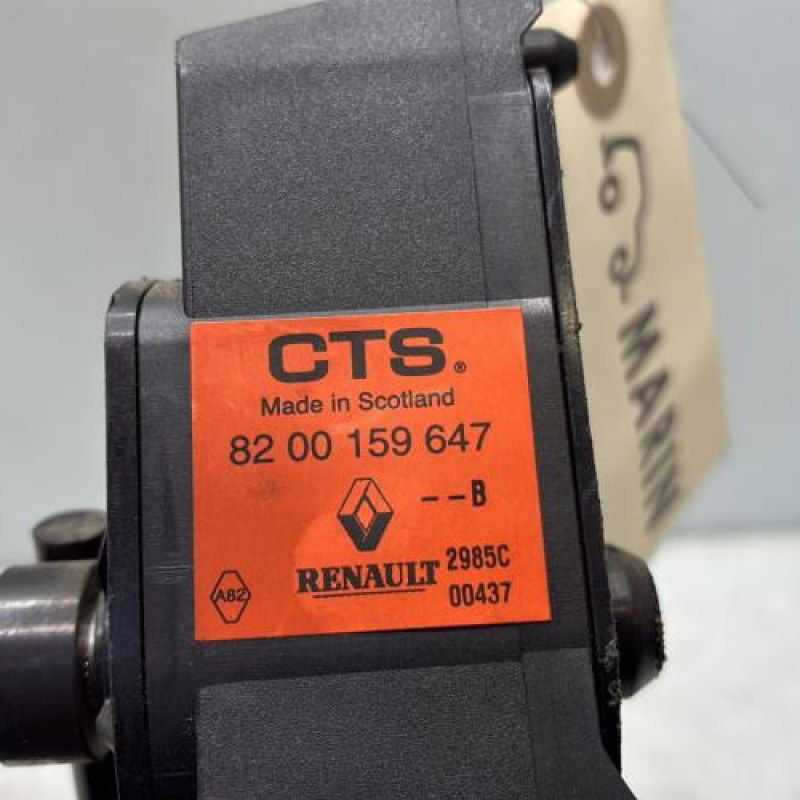 CTS®
Made in Scotland
82 00 159 647
--B
RENAULT
2985C
00437
A82
MARIN